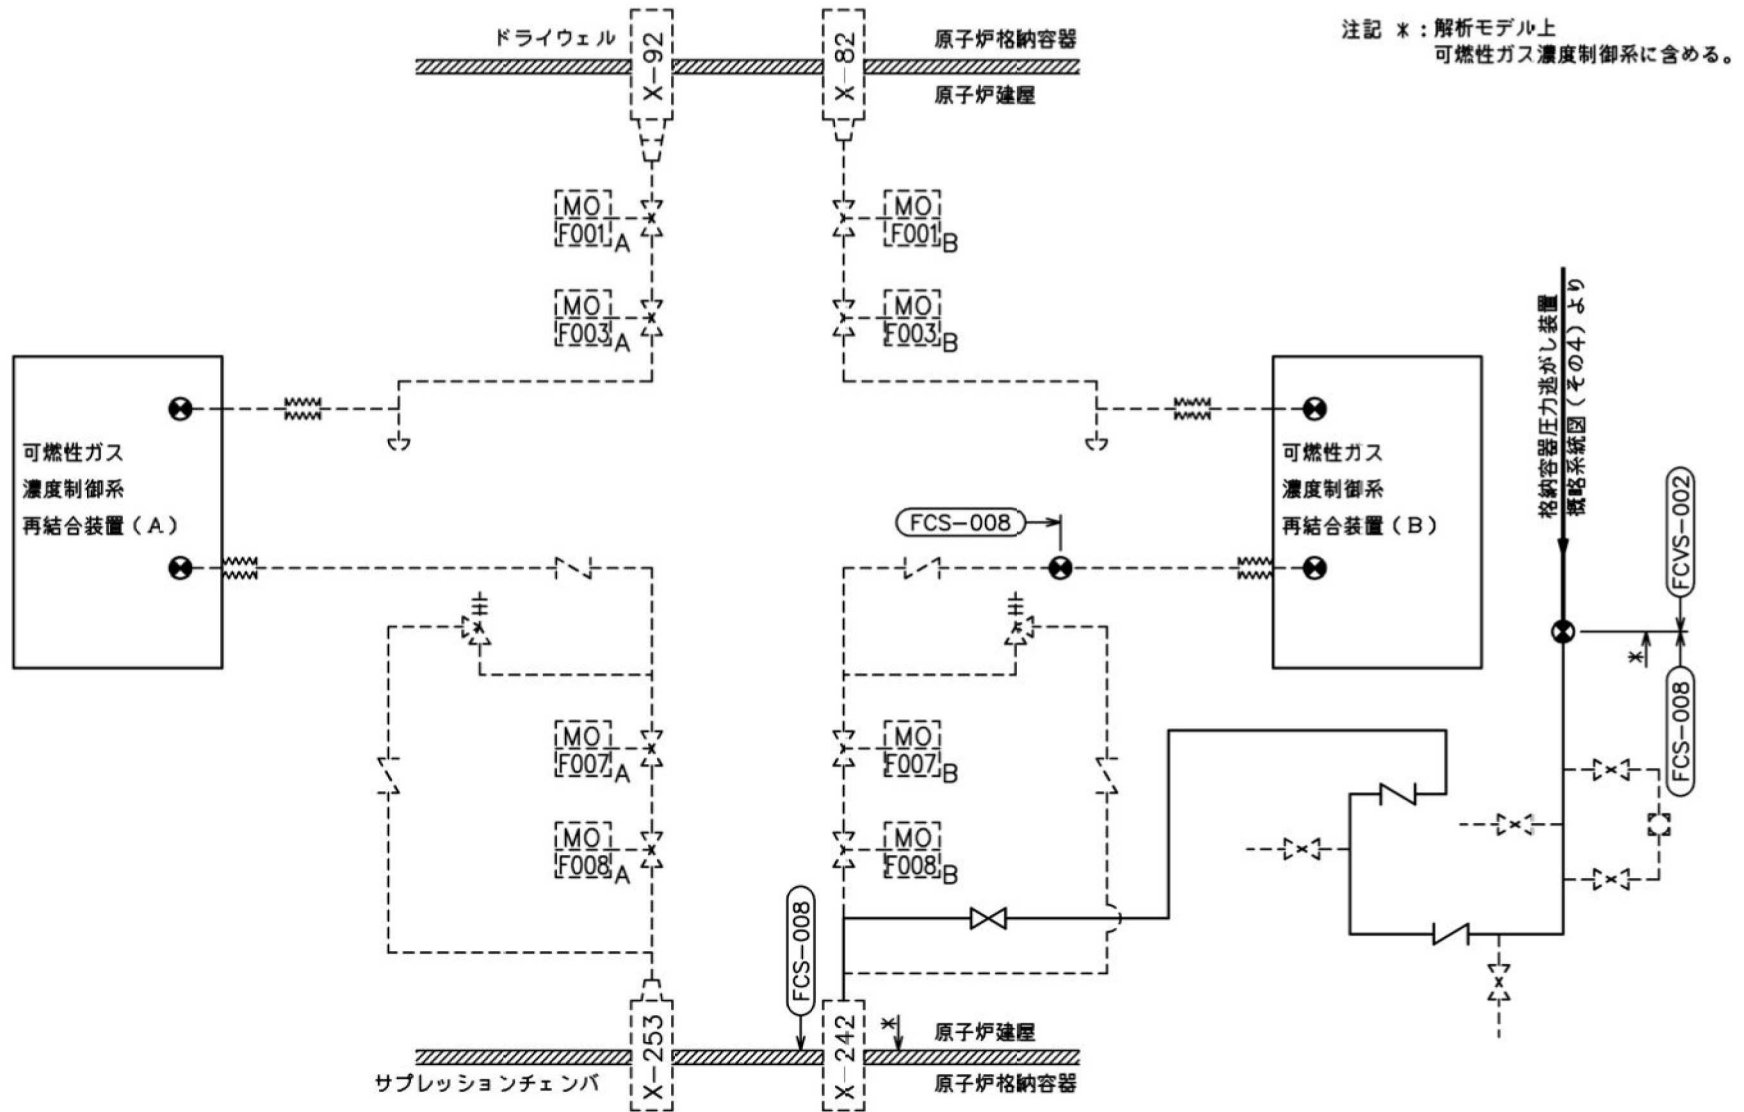 ドライウェル
X-92
X-82
原子炉格納容器
原子炉建屋
注記 *：解析モデル上
可燃性ガス濃度制御系に含める。
MO
F001
A
MO
F001
B
MO
F003
A
MO
F003
B
可燃性ガス
濃度制御系
再結合装置（A）
可燃性ガス
濃度制御系
再結合装置（B）
格納容器圧力逃がし装置
概略系統図（その4）より
FCS-008
FCVS-002
*
FCS-008
MO
F007
A
MO
F007
B
MO
F008
A
MO
F008
B
FCS-008
X-253
X-242
*
原子炉建屋
サプレッションチェンバ
原子炉格納容器